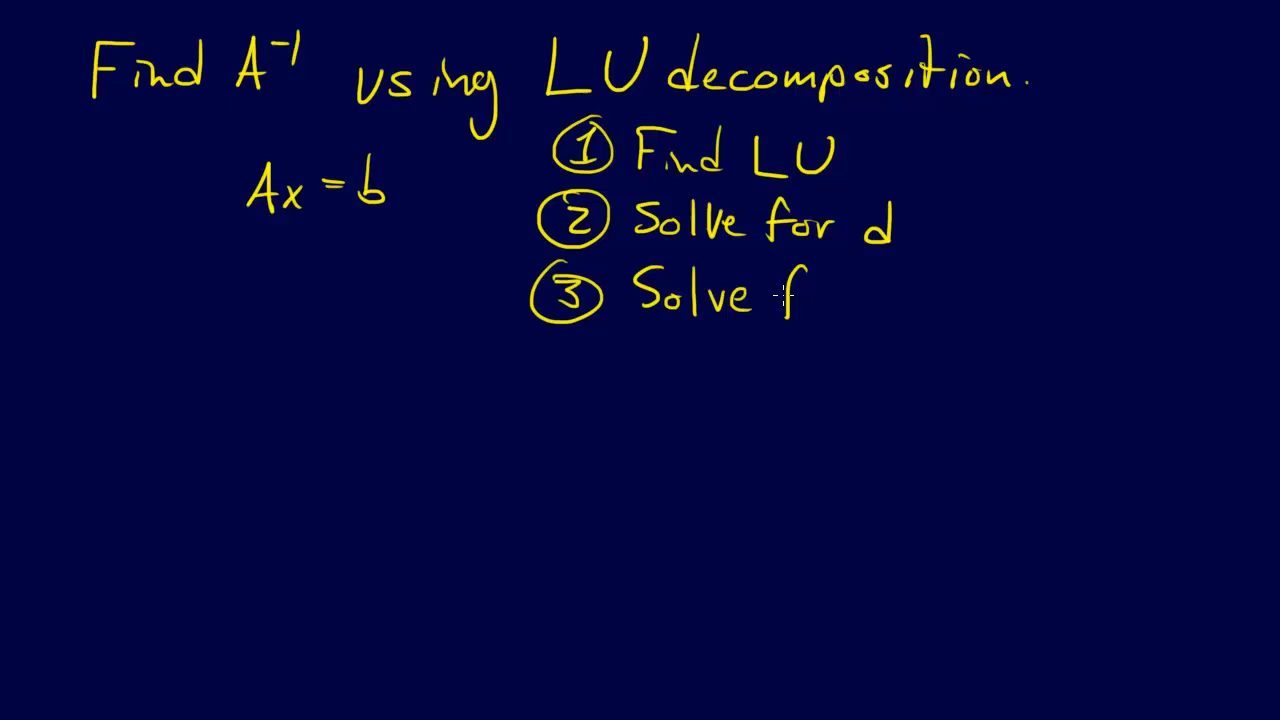 Find A⁻¹ using LU decomposition.
Ax = b
① Find LU
② Solve for d
③ Solve f